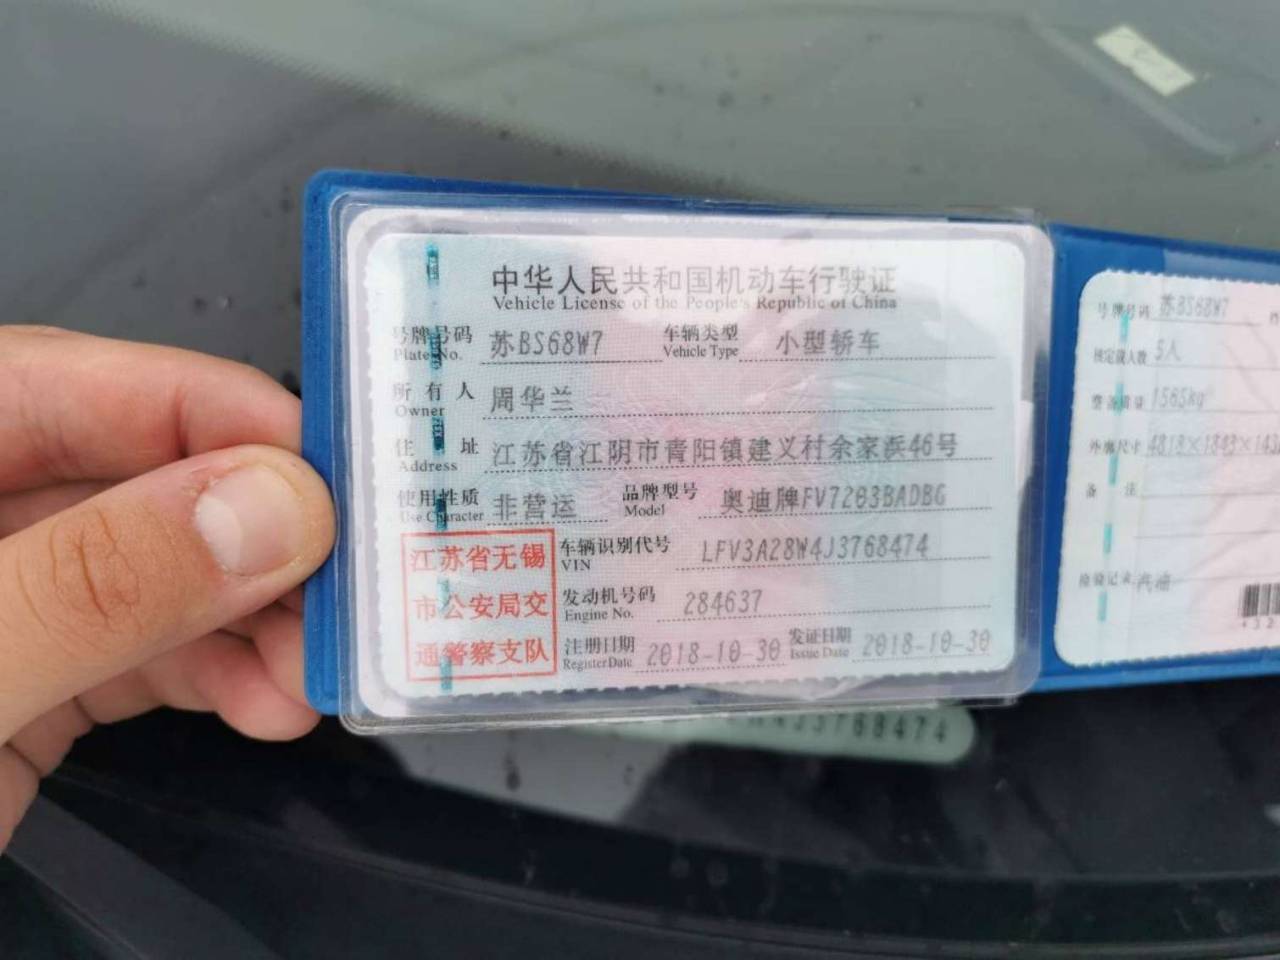 中华人民共和国机动车行驶证
Vehicle License of the People's Republic of China
号牌号码 苏BS68W7 车辆类型 小型轿车
Plate No. Vehicle Type
所有人 周华兰
Owner
住址 江苏省江阴市青阳镇建义村余家浜46号
Address
使用性质 非营运 品牌型号 奥迪牌FV7203BADBG
Use Character Model
江苏省无锡
市公安局交
通警察支队
车辆识别代号 LFV3A28W4J3768474
VIN
发动机号码 284637
Engine No.
注册日期 2018-10-30 发证日期 2018-10-30
Register Date Issue Date
号牌号码 苏BS68W7
核定载人数 5人
整备质量 1565kg
外廓尺寸 4818×1843×143
备注
检验记录 汽油
J3768474